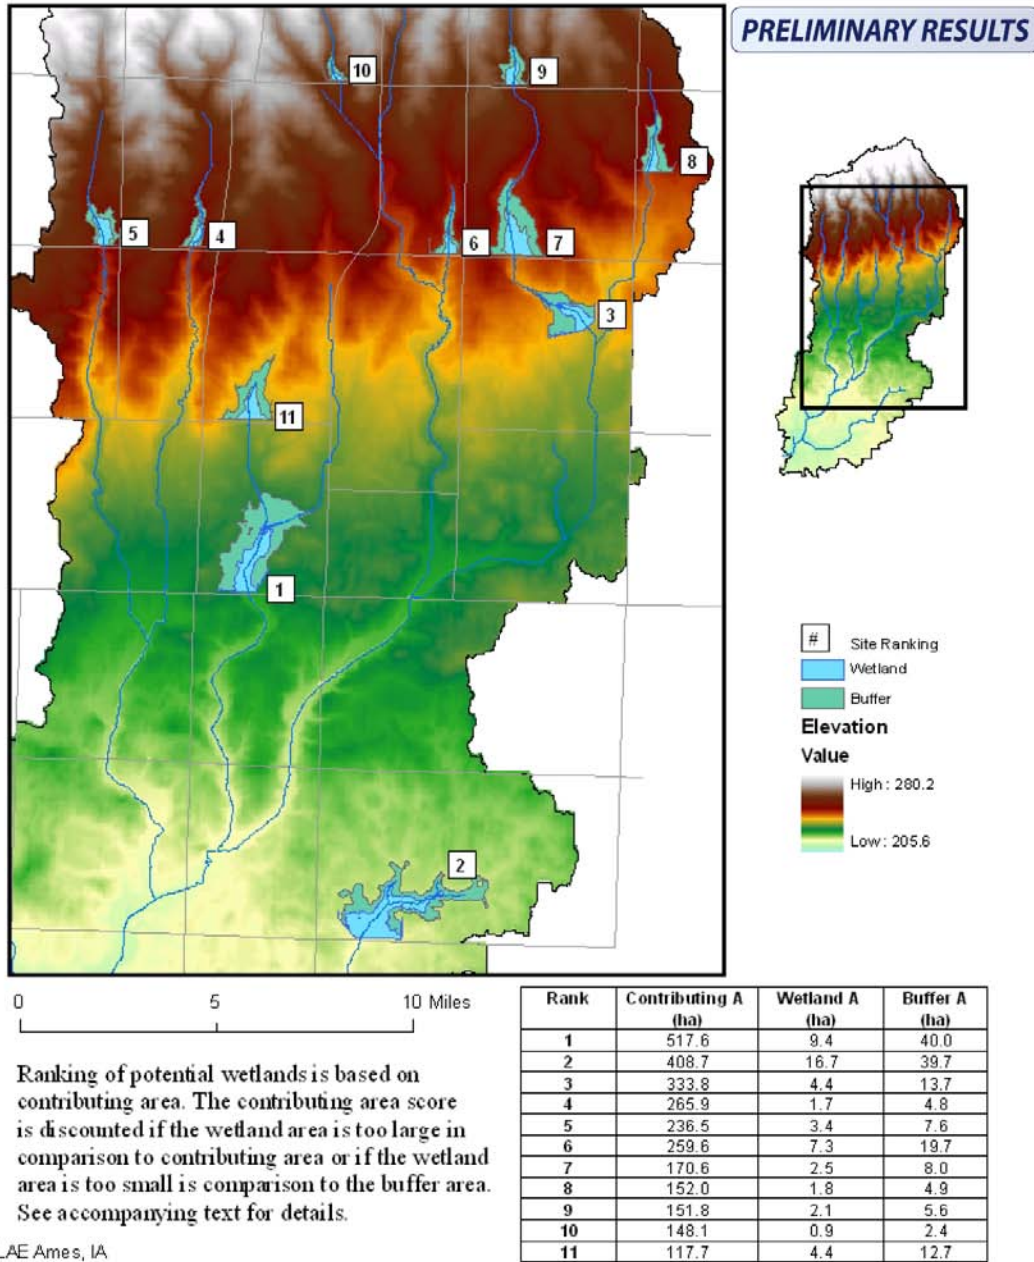 PRELIMINARY RESULTS
10
9
8
5
4
6
7
3
11
1
2
# Site Ranking
Wetland
Buffer
Elevation
Value
High : 280.2
Low : 205.6
0 5 10 Miles
Ranking of potential wetlands is based on
contributing area. The contributing area score
is discounted if the wetland area is too large in
comparison to contributing area or if the wetland
area is too small is comparison to the buffer area.
See accompanying text for details.
LAE Ames, IA
Rank Contributing A Wetland A Buffer A
(ha) (ha) (ha)
1 517.6 9.4 40.0
2 408.7 16.7 39.7
3 333.8 4.4 13.7
4 265.9 1.7 4.8
5 236.5 3.4 7.6
6 259.6 7.3 19.7
7 170.6 2.5 8.0
8 152.0 1.8 4.9
9 151.8 2.1 5.6
10 148.1 0.9 2.4
11 117.7 4.4 12.7